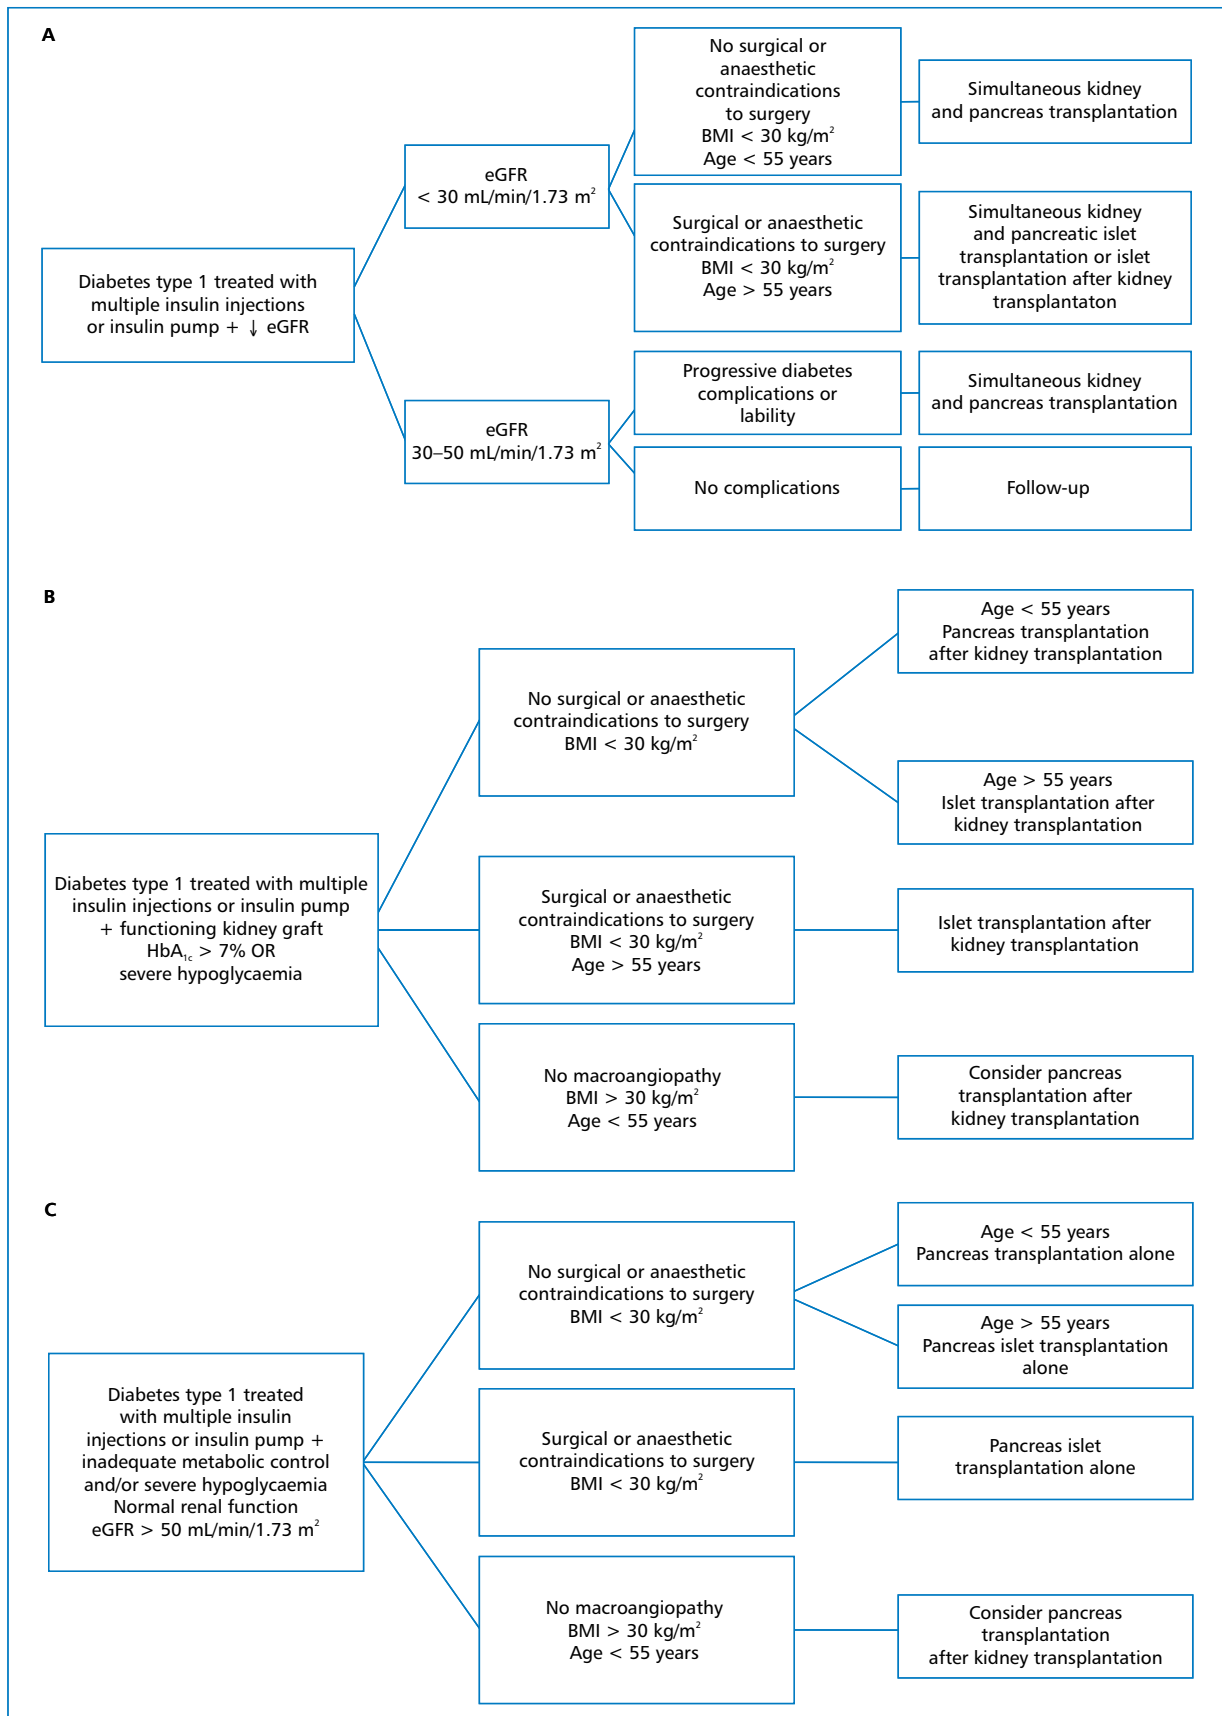 A
No surgical or
anaesthetic
contraindications
to surgery
BMI < 30 kg/m²
Age < 55 years
Simultaneous kidney
and pancreas transplantation
eGFR
< 30 mL/min/1.73 m²
Surgical or anaesthetic
contraindications to surgery
BMI < 30 kg/m²
Age > 55 years
Simultaneous kidney
and pancreatic islet
transplantation or islet
transplantation after kidney
transplantaton
Diabetes type 1 treated with
multiple insulin injections
or insulin pump + ↓ eGFR
Progressive diabetes
complications or
lability
Simultaneous kidney
and pancreas transplantation
eGFR
30–50 mL/min/1.73 m²
No complications
Follow-up
B
Age < 55 years
Pancreas transplantation
after kidney transplantation
No surgical or anaesthetic
contraindications to surgery
BMI < 30 kg/m²
Age > 55 years
Islet transplantation after
kidney transplantation
Diabetes type 1 treated with multiple
insulin injections or insulin pump
+ functioning kidney graft
HbA₁c > 7% OR
severe hypoglycaemia
Surgical or anaesthetic
contraindications to surgery
BMI < 30 kg/m²
Age > 55 years
Islet transplantation after
kidney transplantation
No macroangiopathy
BMI > 30 kg/m²
Age < 55 years
Consider pancreas
transplantation after
kidney transplantation
C
Age < 55 years
Pancreas transplantation alone
No surgical or anaesthetic
contraindications to surgery
BMI < 30 kg/m²
Age > 55 years
Pancreas islet transplantation
alone
Diabetes type 1 treated
with multiple insulin
injections or insulin pump +
inadequate metabolic control
and/or severe hypoglycaemia
Normal renal function
eGFR > 50 mL/min/1.73 m²
Surgical or anaesthetic
contraindications to surgery
BMI < 30 kg/m²
Pancreas islet
transplantation alone
No macroangiopathy
BMI > 30 kg/m²
Age < 55 years
Consider pancreas
transplantation
after kidney transplantation